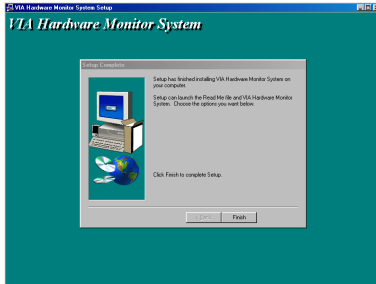 VIA Hardware Monitor System Setup
VIA Hardware Monitor System
Setup Complete
Setup has finished installing VIA Hardware Monitor System on
your computer.
Setup can launch the Read Me file and VIA Hardware Monitor
System. Choose the options you want below.
Click Finish to complete Setup.
< Back
Finish